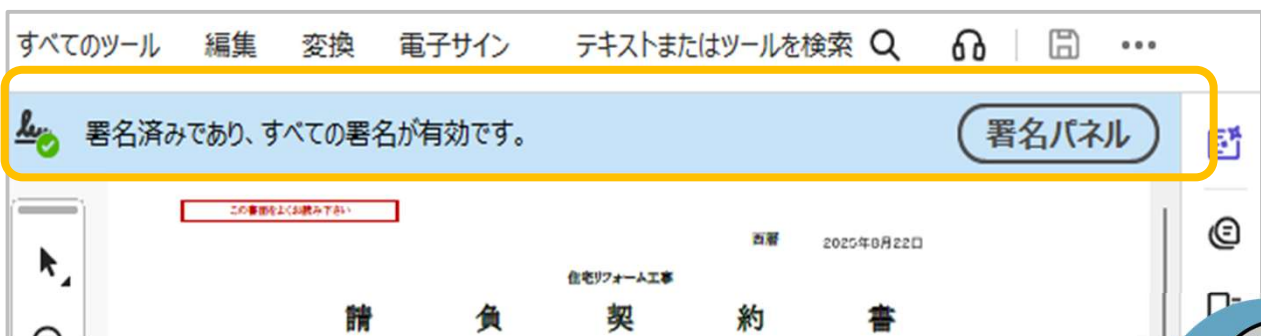 すべてのツール 編集 変換 電子サイン テキストまたはツールを検索
署名済みであり、すべての署名が有効です。 署名パネル
この書面をよくお読み下さい
西暦 2025年8月22日
住宅リフォーム工事
請負契約書